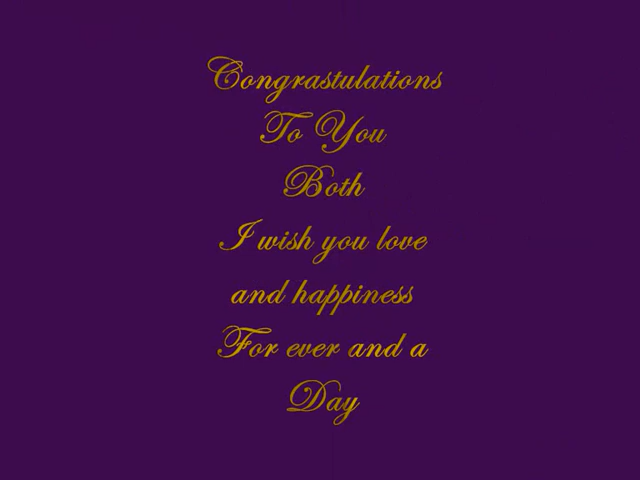 Congrastulations
To You
Both
I wish you love
and happiness
For ever and a
Day